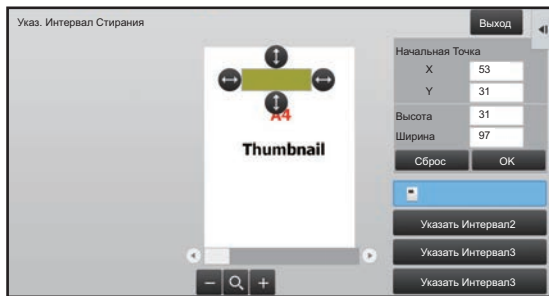 Указ. Интервал Стирания
Выход
Начальная Точка
X 53
Y 31
Высота 31
Ширина 97
Сброс OK
A4
Thumbnail
Указать Интервал2
Указать Интервал3
Указать Интервал3